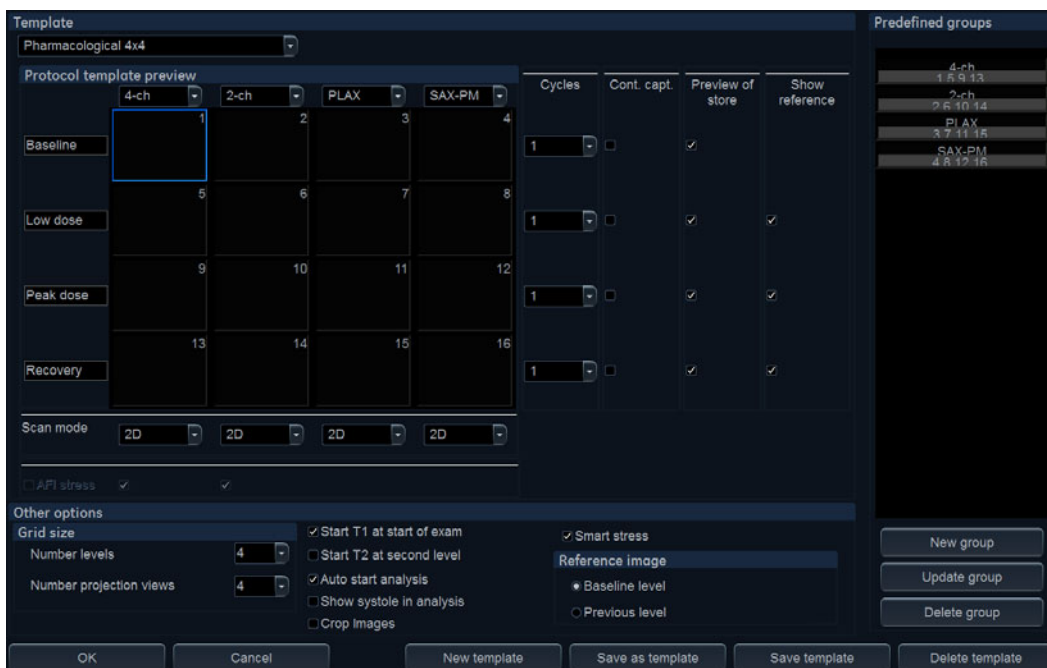 Template
Predefined groups
Pharmacological 4x4
Protocol template preview
4-ch 2-ch PLAX SAX-PM
Cycles Cont. capt. Preview of store Show reference
1 2 3 4
Baseline
1
5 6 7 8
Low dose
1
9 10 11 12
Peak dose
1
13 14 15 16
Recovery
1
Scan mode
2D 2D 2D 2D
AFI stress
4-ch
1 5 9 13
2-ch
2 6 10 14
PLAX
3 7 11 15
SAX-PM
4 8 12 16
Other options
Grid size
Number levels 4
Number projection views 4
Start T1 at start of exam
Start T2 at second level
Auto start analysis
Show systole in analysis
Crop Images
Smart stress
Reference image
Baseline level
Previous level
New group
Update group
Delete group
OK Cancel New template Save as template Save template Delete template